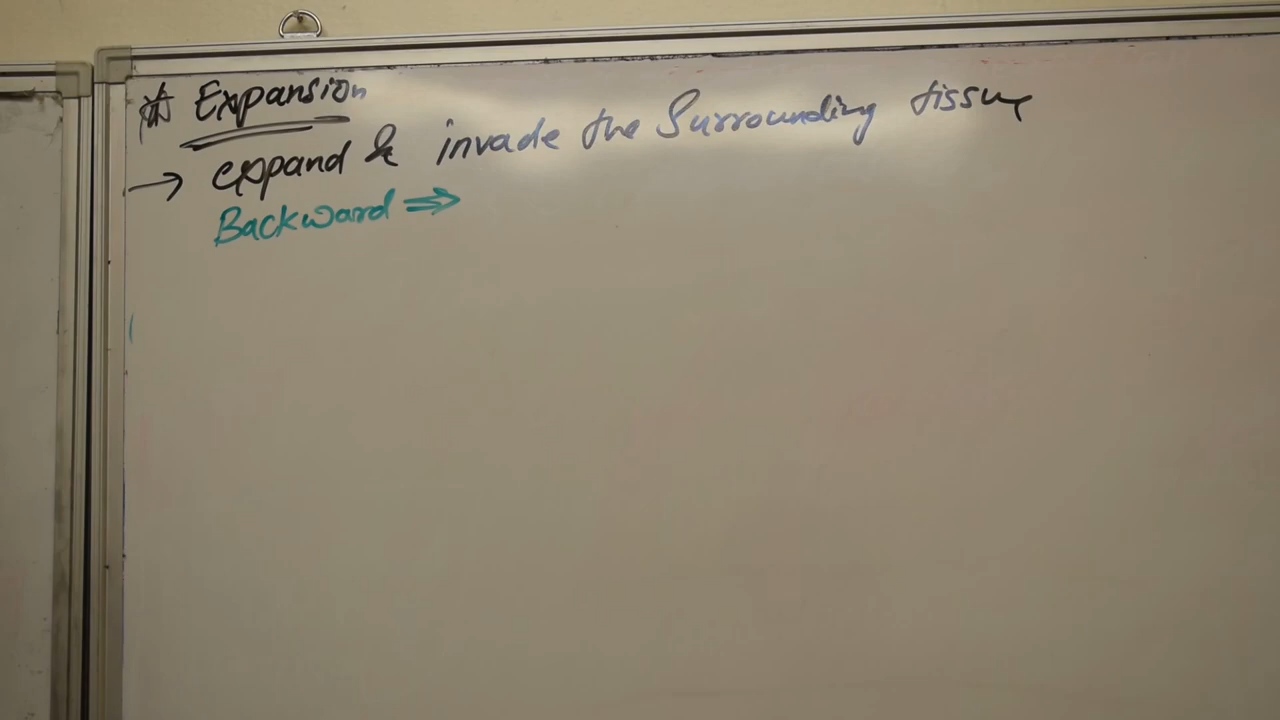 # Expansion
→ expand & invade the Surrounding tissue
Backward ⇒